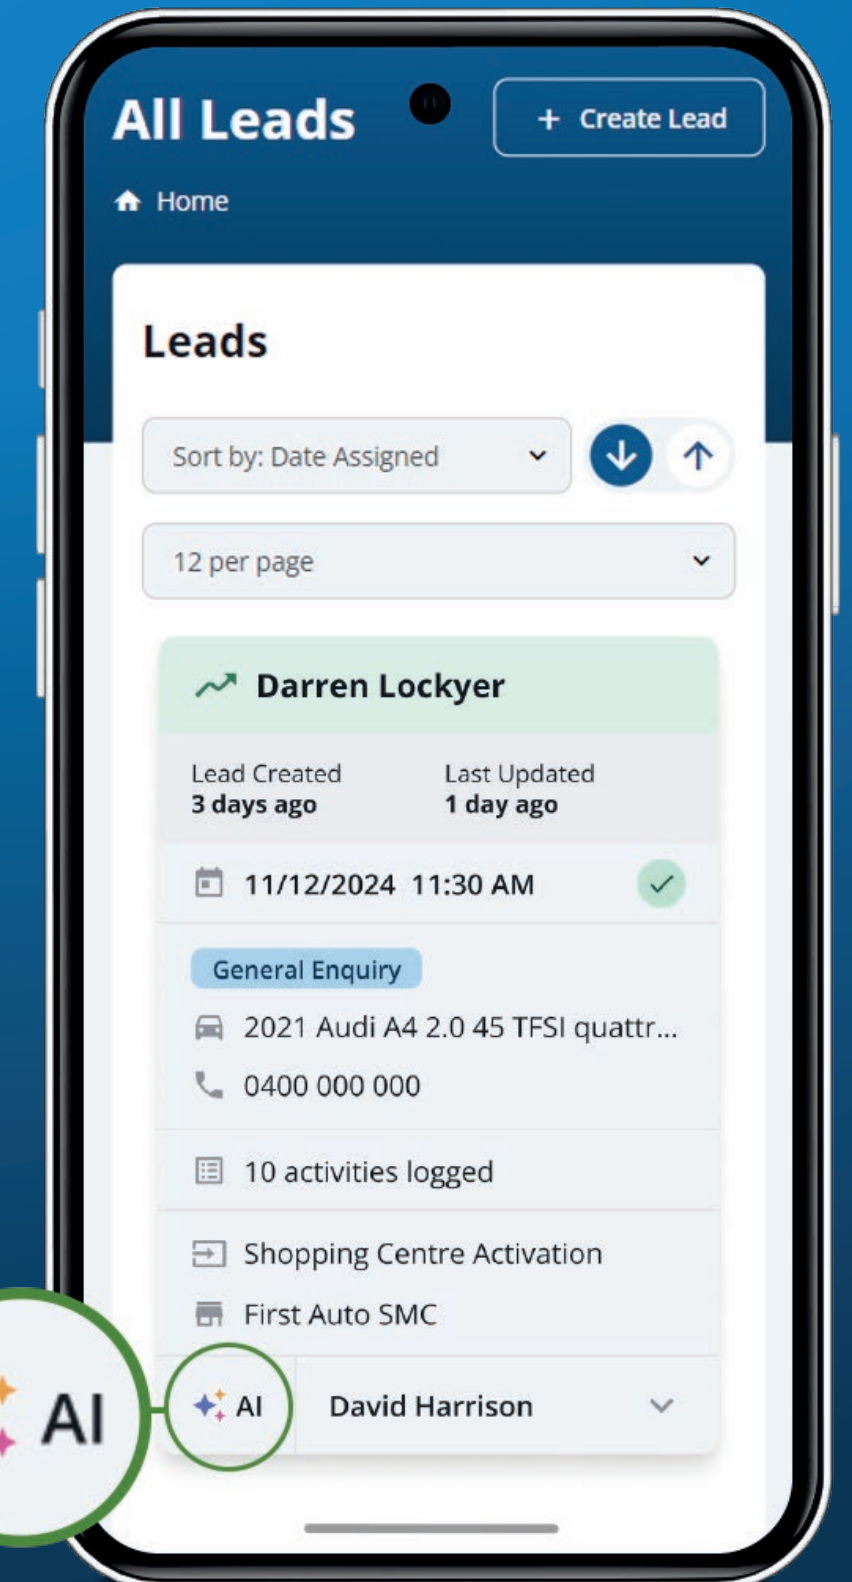 All Leads
+ Create Lead
Home
Leads
Sort by: Date Assigned
12 per page
Darren Lockyer
Lead Created Last Updated
3 days ago 1 day ago
11/12/2024 11:30 AM
General Enquiry
2021 Audi A4 2.0 45 TFSI quattr...
0400 000 000
10 activities logged
Shopping Centre Activation
First Auto SMC
AI David Harrison
AI